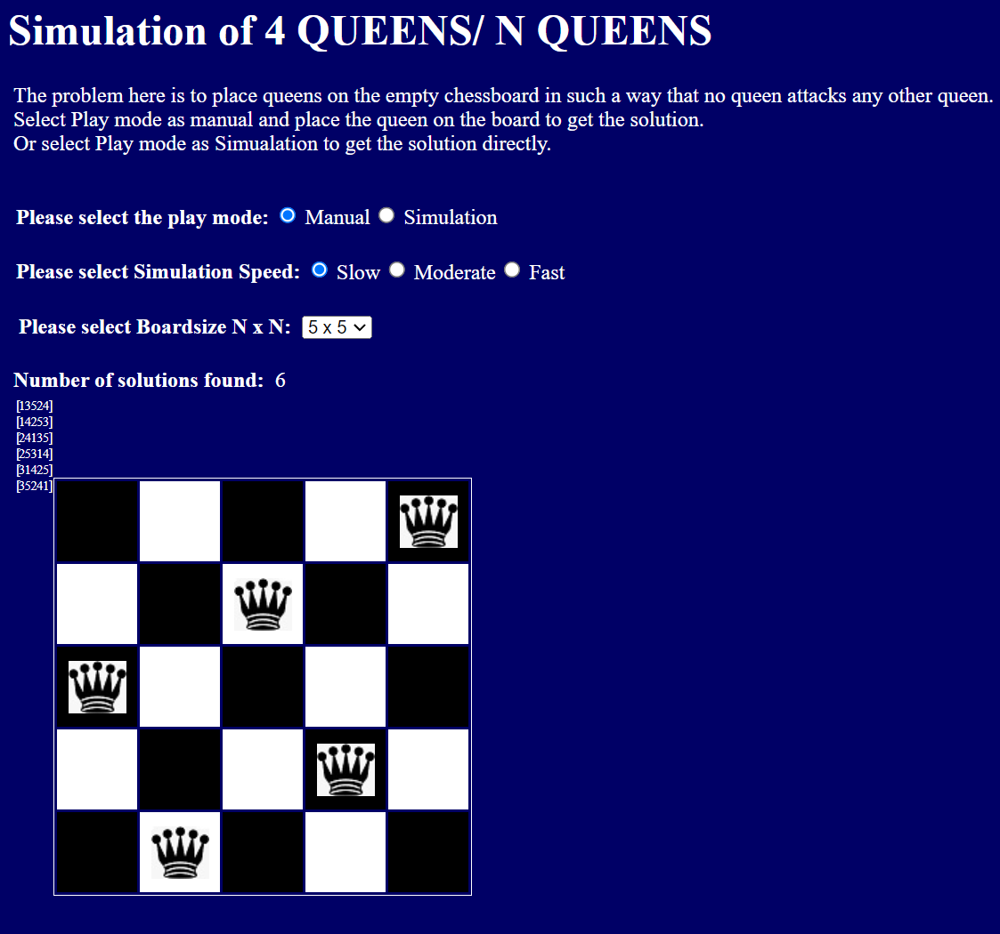 Simulation of 4 QUEENS/ N QUEENS
The problem here is to place queens on the empty chessboard in such a way that no queen attacks any other queen.
Select Play mode as manual and place the queen on the board to get the solution.
Or select Play mode as Simualation to get the solution directly.
Please select the play mode: Manual Simulation
Please select Simulation Speed: Slow Moderate Fast
Please select Boardsize N x N: 5 x 5
Number of solutions found: 6
[13524]
[14253]
[24135]
[25314]
[31425]
[35241]